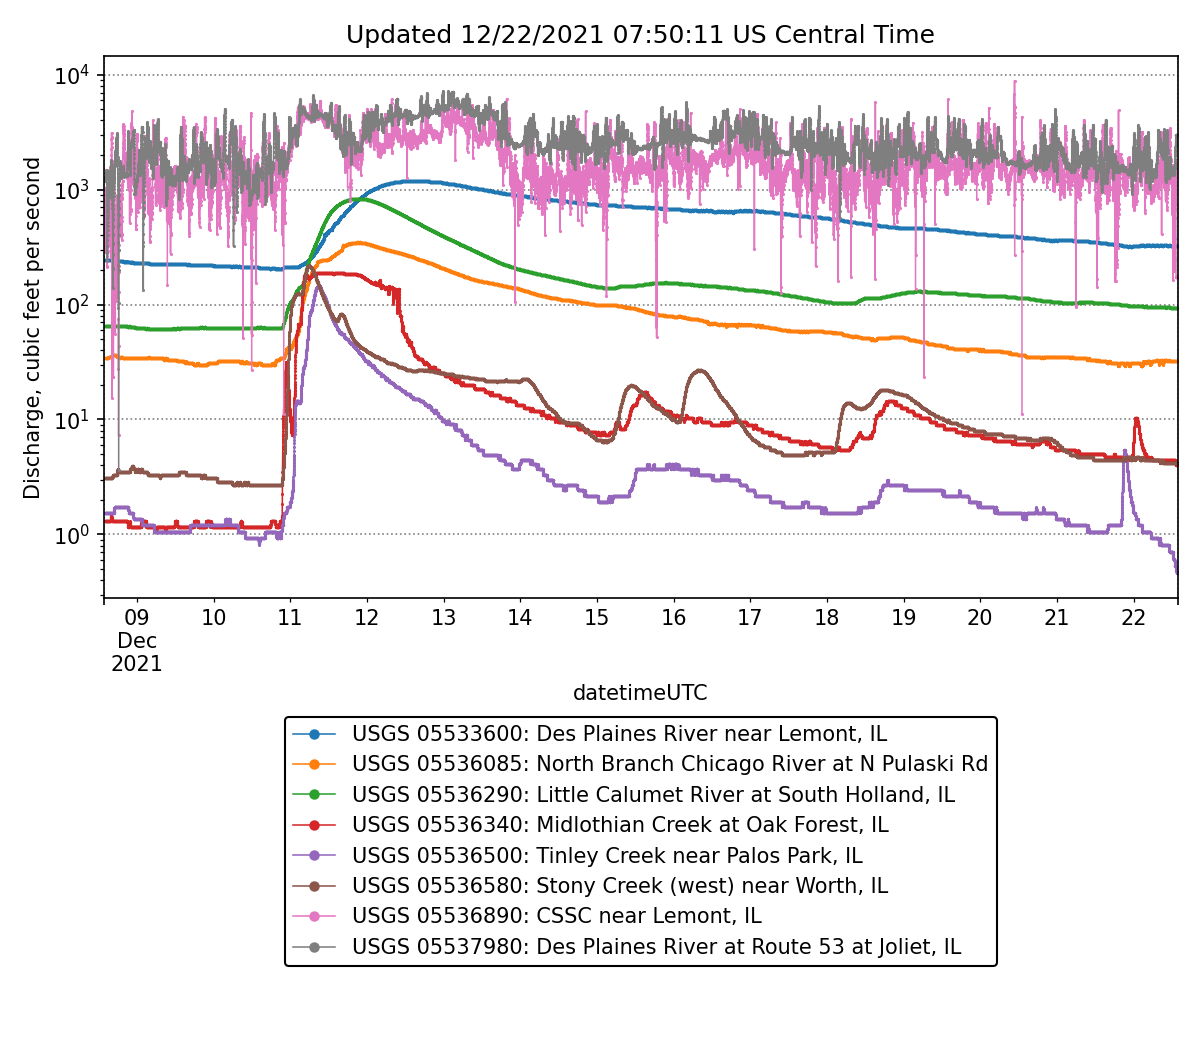 Updated 12/22/2021 07:50:11 US Central Time
Discharge, cubic feet per second
10⁴
10³
10²
10¹
10⁰
09 10 11 12 13 14 15 16 17 18 19 20 21 22
Dec
2021
datetimeUTC
USGS 05533600: Des Plaines River near Lemont, IL
USGS 05536085: North Branch Chicago River at N Pulaski Rd
USGS 05536290: Little Calumet River at South Holland, IL
USGS 05536340: Midlothian Creek at Oak Forest, IL
USGS 05536500: Tinley Creek near Palos Park, IL
USGS 05536580: Stony Creek (west) near Worth, IL
USGS 05536890: CSSC near Lemont, IL
USGS 05537980: Des Plaines River at Route 53 at Joliet, IL